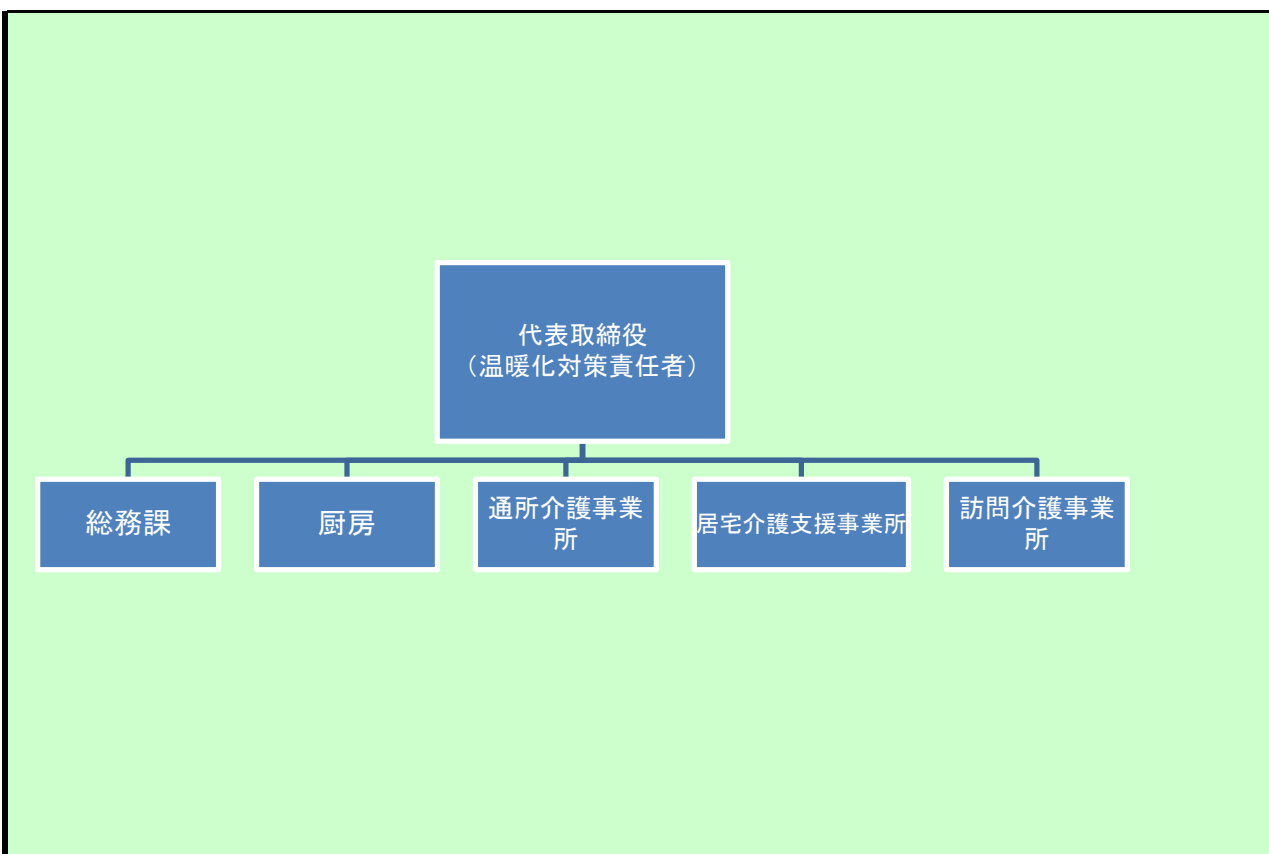 代表取締役
（温暖化対策責任者）
総務課
厨房
通所介護事業
所
居宅介護支援事業所
訪問介護事業
所